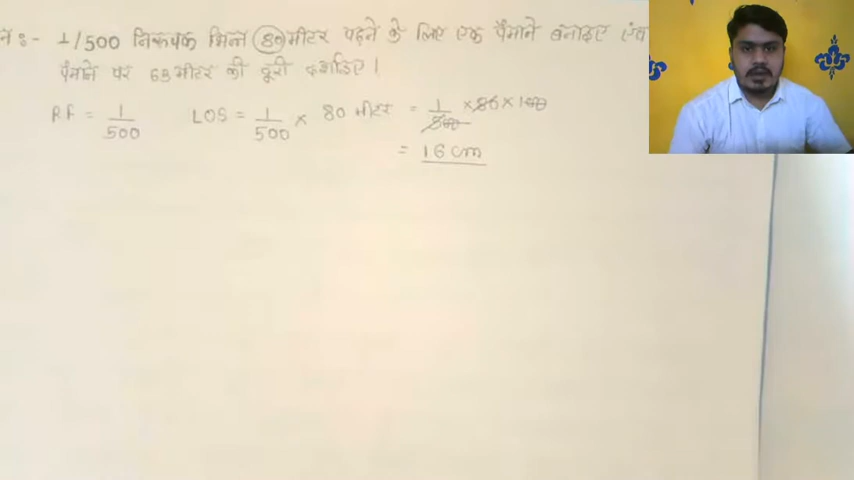 :- 1/500 निरूपक भिन्न 80 मीटर पढ़ने के लिए एक पैमाने बनाइए एंव
पैमाने पर 63 मीटर की दूरी दर्शाइए।
RF = 1/500 LOS = 1/500 × 80 मीटर = 1/500 × 80 × 100
= 16 cm